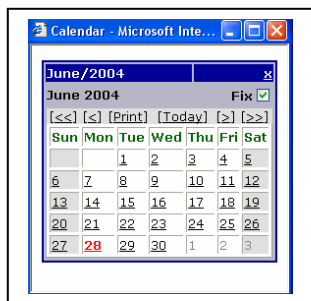 Calendar - Microsoft Inte...
June/2004 x
June 2004 Fix
[<<] [<] [Print] [Today] [>] [>>]
Sun Mon Tue Wed Thu Fri Sat
1 2 3 4 5
6 7 8 9 10 11 12
13 14 15 16 17 18 19
20 21 22 23 24 25 26
27 28 29 30 1 2 3